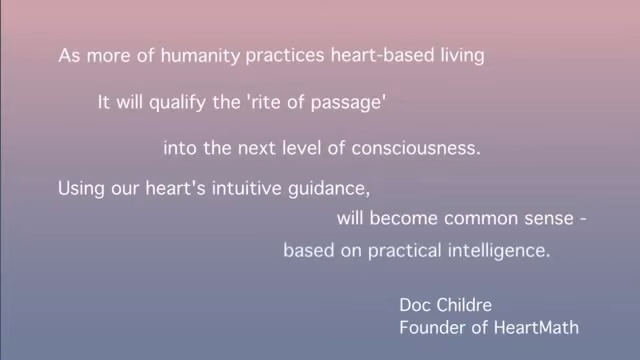 As more of humanity practices heart-based living
It will qualify the 'rite of passage'
into the next level of consciousness.
Using our heart's intuitive guidance,
will become common sense -
based on practical intelligence.
Doc Childre
Founder of HeartMath